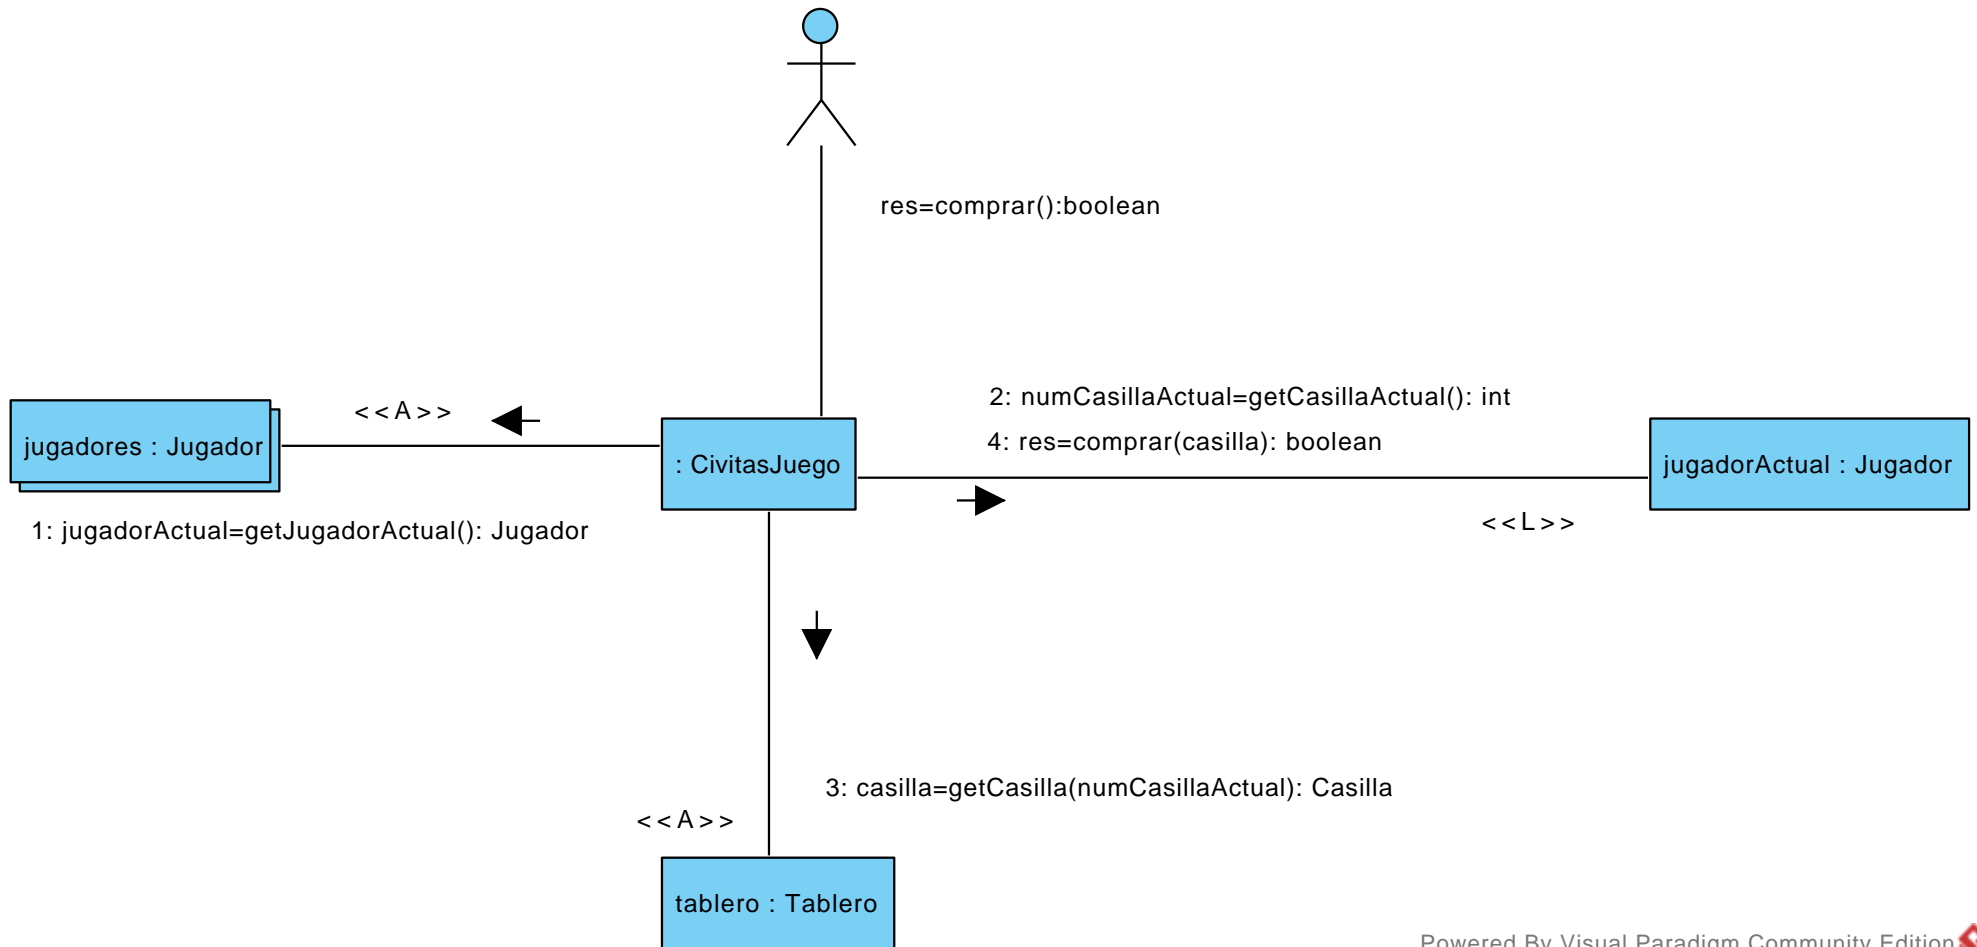 res=comprar():boolean
2: numCasillaActual=getCasillaActual(): int
<<A>>
4: res=comprar(casilla): boolean
jugadores : Jugador
: CivitasJuego
jugadorActual : Jugador
<<L>>
1: jugadorActual=getJugadorActual(): Jugador
3: casilla=getCasilla(numCasillaActual): Casilla
<<A>>
tablero : Tablero
Powered By Visual Paradigm Community Edition